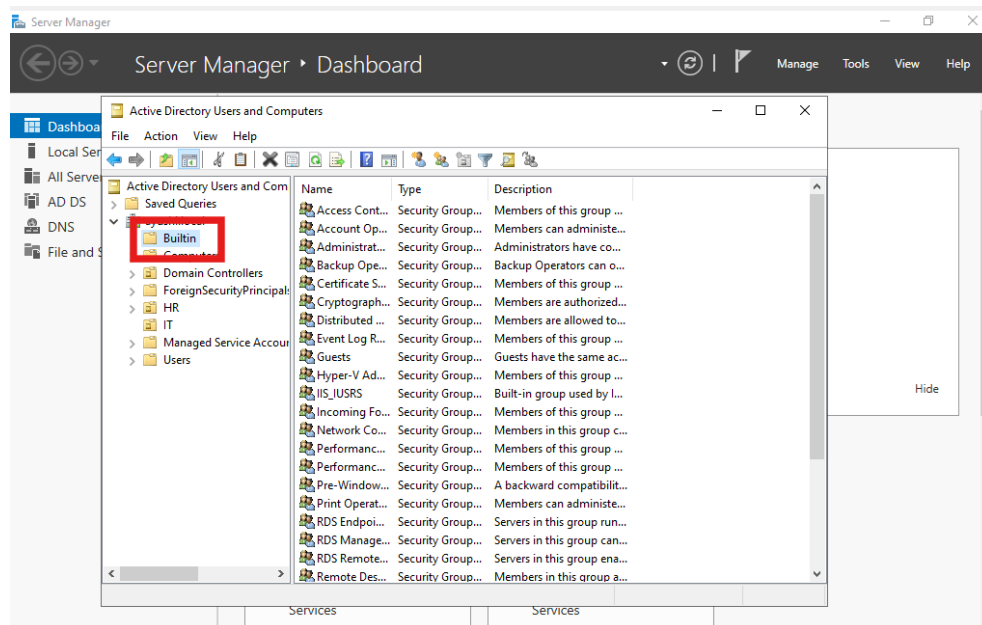 Server Manager
Server Manager • Dashboard
Manage Tools View Help
Active Directory Users and Computers
File Action View Help
Dashboa
Local Ser
All Server
AD DS
DNS
File and S
Active Directory Users and Com
Saved Queries
Builtin
Computers
Domain Controllers
ForeignSecurityPrincipals
HR
IT
Managed Service Accour
Users
Name Type Description
Access Cont... Security Group... Members of this group ...
Account Op... Security Group... Members can administe...
Administrat... Security Group... Administrators have co...
Backup Ope... Security Group... Backup Operators can o...
Certificate S... Security Group... Members of this group ...
Cryptograph... Security Group... Members are authorized...
Distributed ... Security Group... Members are allowed to...
Event Log R... Security Group... Members of this group ...
Guests Security Group... Guests have the same ac...
Hyper-V Ad... Security Group... Members of this group ...
IIS_IUSRS Security Group... Built-in group used by I...
Incoming Fo... Security Group... Members of this group ...
Network Co... Security Group... Members in this group c...
Performanc... Security Group... Members of this group ...
Performanc... Security Group... Members of this group ...
Pre-Window... Security Group... A backward compatibilit...
Print Operat... Security Group... Members can administe...
RDS Endpoi... Security Group... Servers in this group run...
RDS Manage... Security Group... Servers in this group can...
RDS Remote... Security Group... Servers in this group ena...
Remote Des... Security Group... Members in this group a...
Hide
Services Services